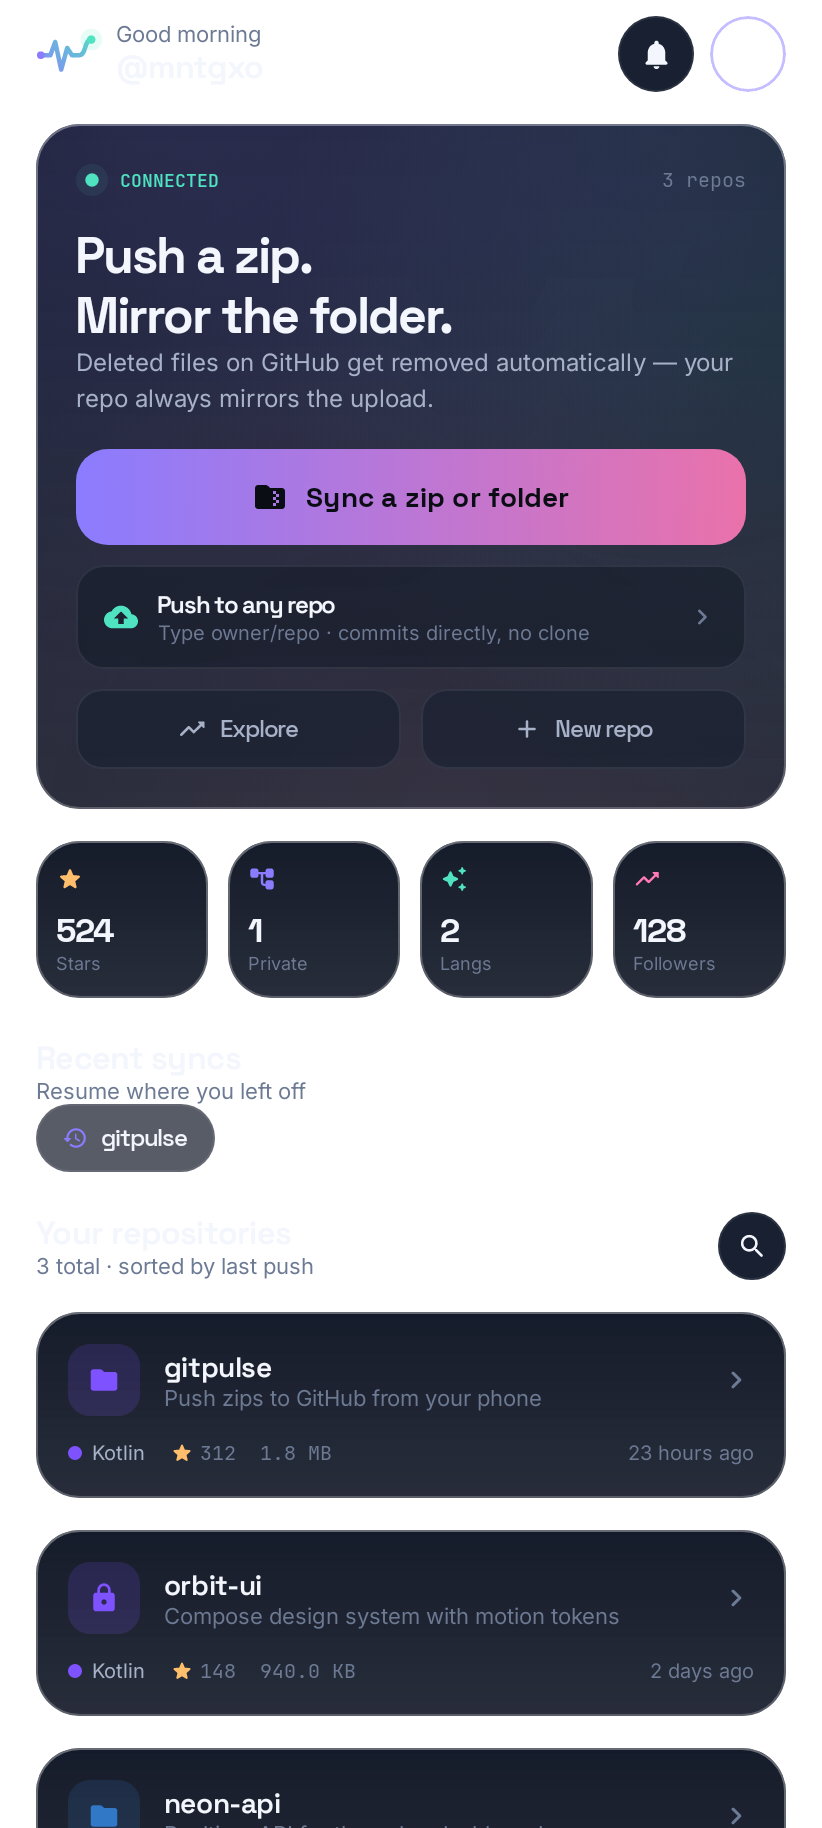 Good morning
@mntgxo
CONNECTED
3 repos
Push a zip.
Mirror the folder.
Deleted files on GitHub get removed automatically — your
repo always mirrors the upload.
Sync a zip or folder
Push to any repo
Type owner/repo · commits directly, no clone
Explore
New repo
524
Stars
1
Private
2
Langs
128
Followers
Recent syncs
Resume where you left off
gitpulse
Your repositories
3 total · sorted by last push
gitpulse
Push zips to GitHub from your phone
Kotlin
312
1.8 MB
23 hours ago
orbit-ui
Compose design system with motion tokens
Kotlin
148
940.0 KB
2 days ago
neon-api